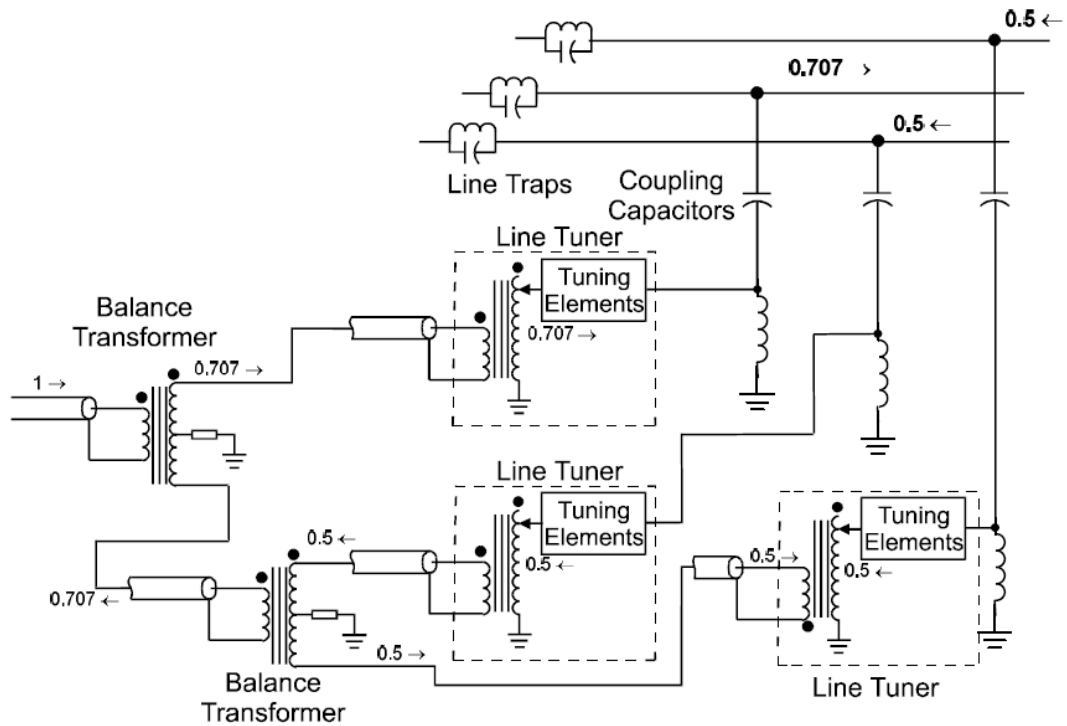 0.5 ←
0.707 →
0.5 ←
Line Traps
Coupling
Capacitors
Line Tuner
Tuning
Elements
0.707 →
Balance
Transformer
0.707 →
1 →
Line Tuner
Tuning
Elements
0.5 ←
0.5 ←
Tuning
Elements
0.5 →
0.5 ←
0.707 ←
0.5 →
Balance
Transformer
Line Tuner